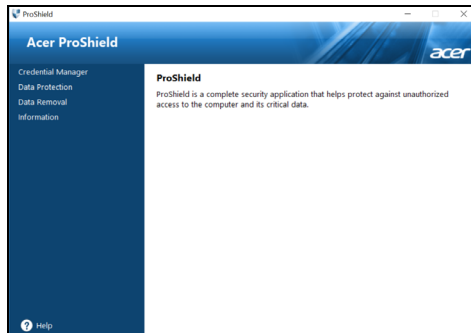 ProShield
Acer ProShield
acer
Credential Manager
Data Protection
Data Removal
Information
ProShield
ProShield is a complete security application that helps protect against unauthorized
access to the computer and its critical data.
? Help